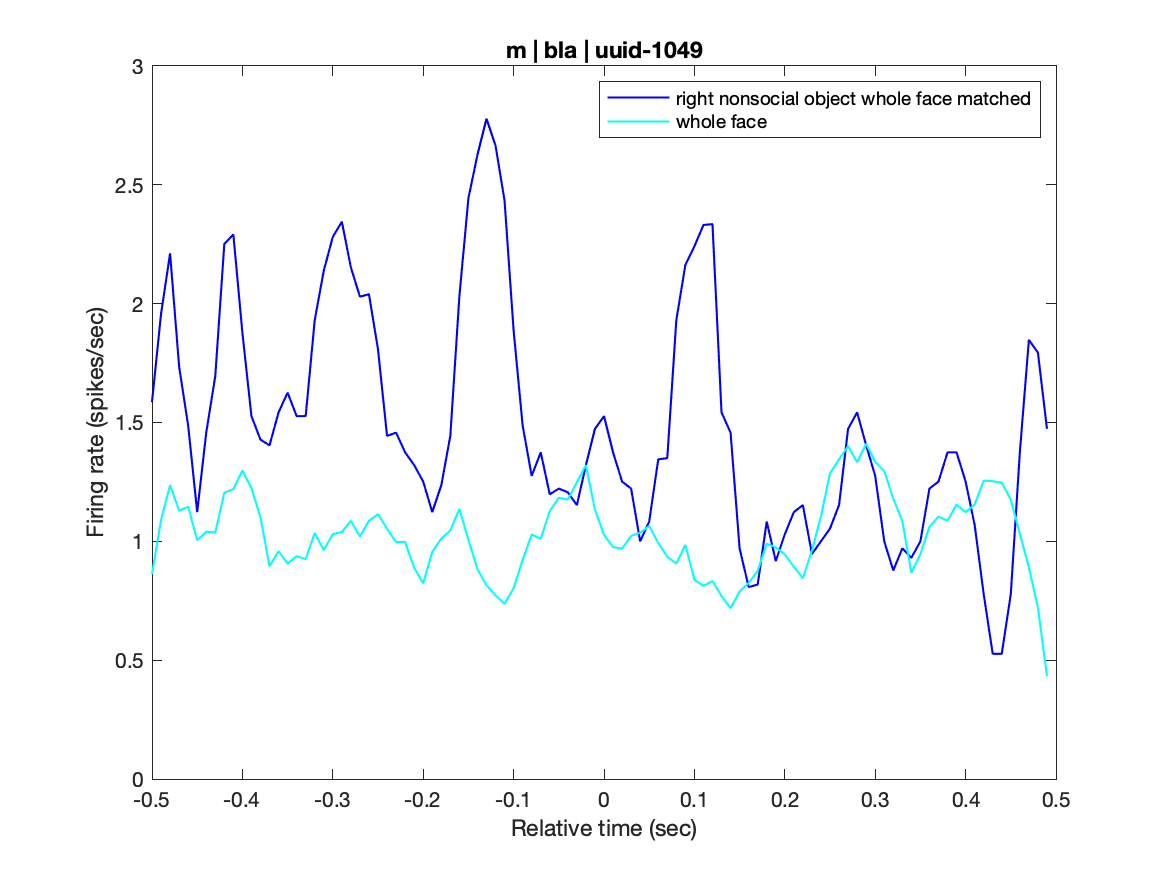 m | bla | uuid-1049
right nonsocial object whole face matched
whole face
3
2.5
2
1.5
1
0.5
0
Firing rate (spikes/sec)
-0.5 -0.4 -0.3 -0.2 -0.1 0 0.1 0.2 0.3 0.4 0.5
Relative time (sec)